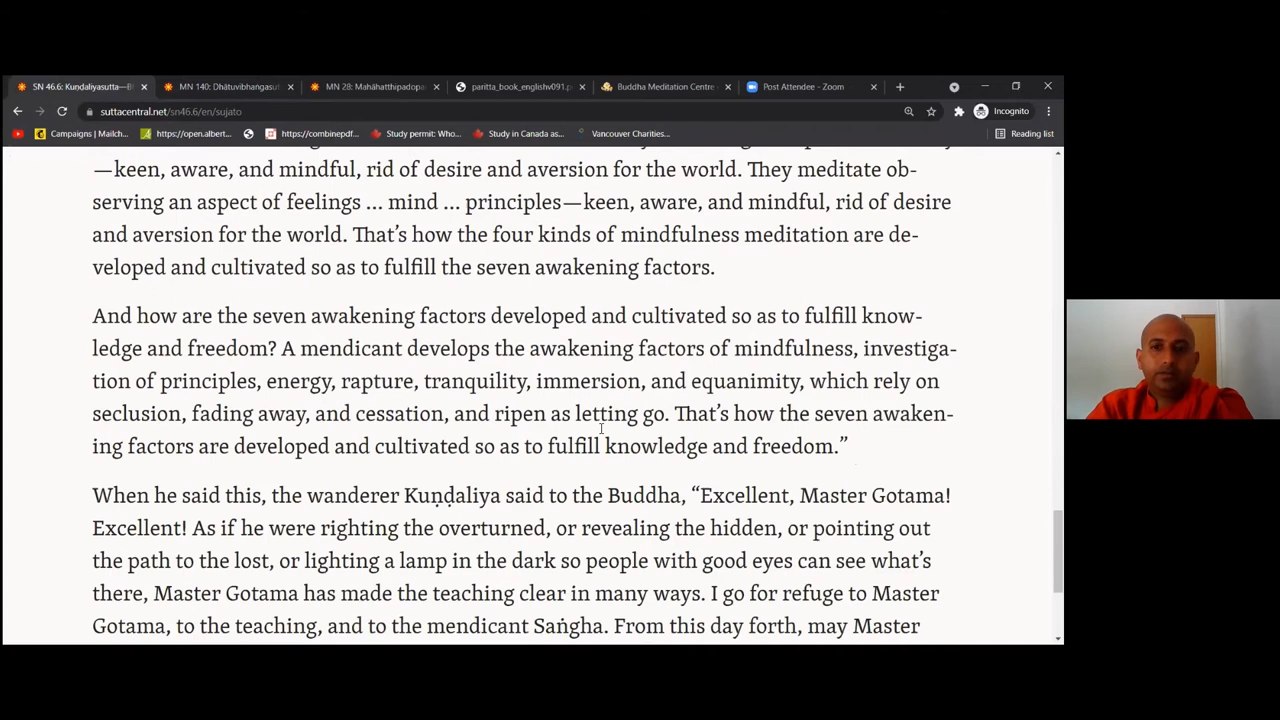 SN 46.6: Kuṇḍaliyasutta—B
MN 140: Dhātuvibhaṅgasut
MN 28: Mahāhatthipadopa
paritta_book_englishv091.p
Buddha Meditation Centre
Post Attendee - Zoom
suttacentral.net/sn46.6/en/sujato
Incognito
Campaigns | Mailch...
https://open.albert...
https://combinepdf...
Study permit: Who...
Study in Canada as...
Vancouver Charities...
Reading list
—keen, aware, and mindful, rid of desire and aversion for the world. They meditate ob-
serving an aspect of feelings … mind … principles—keen, aware, and mindful, rid of desire
and aversion for the world. That’s how the four kinds of mindfulness meditation are de-
veloped and cultivated so as to fulfill the seven awakening factors.
And how are the seven awakening factors developed and cultivated so as to fulfill know-
ledge and freedom? A mendicant develops the awakening factors of mindfulness, investiga-
tion of principles, energy, rapture, tranquility, immersion, and equanimity, which rely on
seclusion, fading away, and cessation, and ripen as letting go. That’s how the seven awaken-
ing factors are developed and cultivated so as to fulfill knowledge and freedom.”
When he said this, the wanderer Kuṇḍaliya said to the Buddha, “Excellent, Master Gotama!
Excellent! As if he were righting the overturned, or revealing the hidden, or pointing out
the path to the lost, or lighting a lamp in the dark so people with good eyes can see what’s
there, Master Gotama has made the teaching clear in many ways. I go for refuge to Master
Gotama, to the teaching, and to the mendicant Saṅgha. From this day forth, may Master